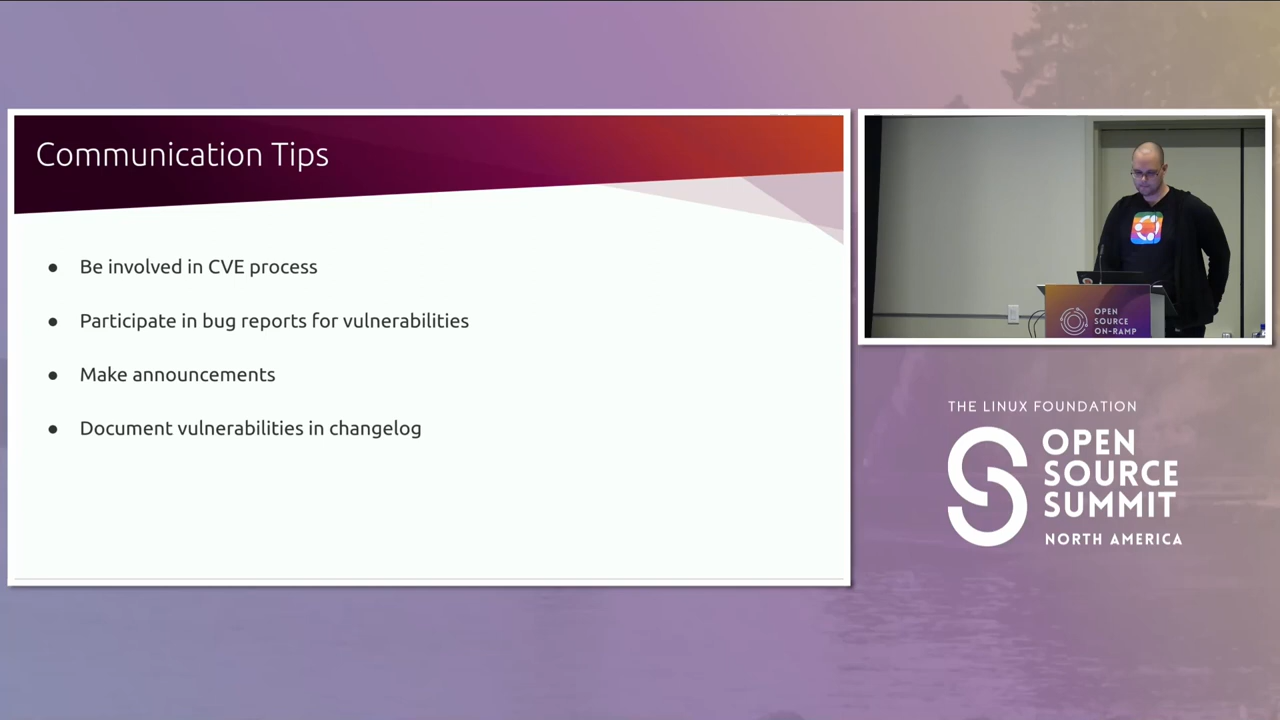 Communication Tips
● Be involved in CVE process
● Participate in bug reports for vulnerabilities
● Make announcements
● Document vulnerabilities in changelog
OPEN
SOURCE
ON-RAMP
THE LINUX FOUNDATION
OPEN
SOURCE
SUMMIT
NORTH AMERICA